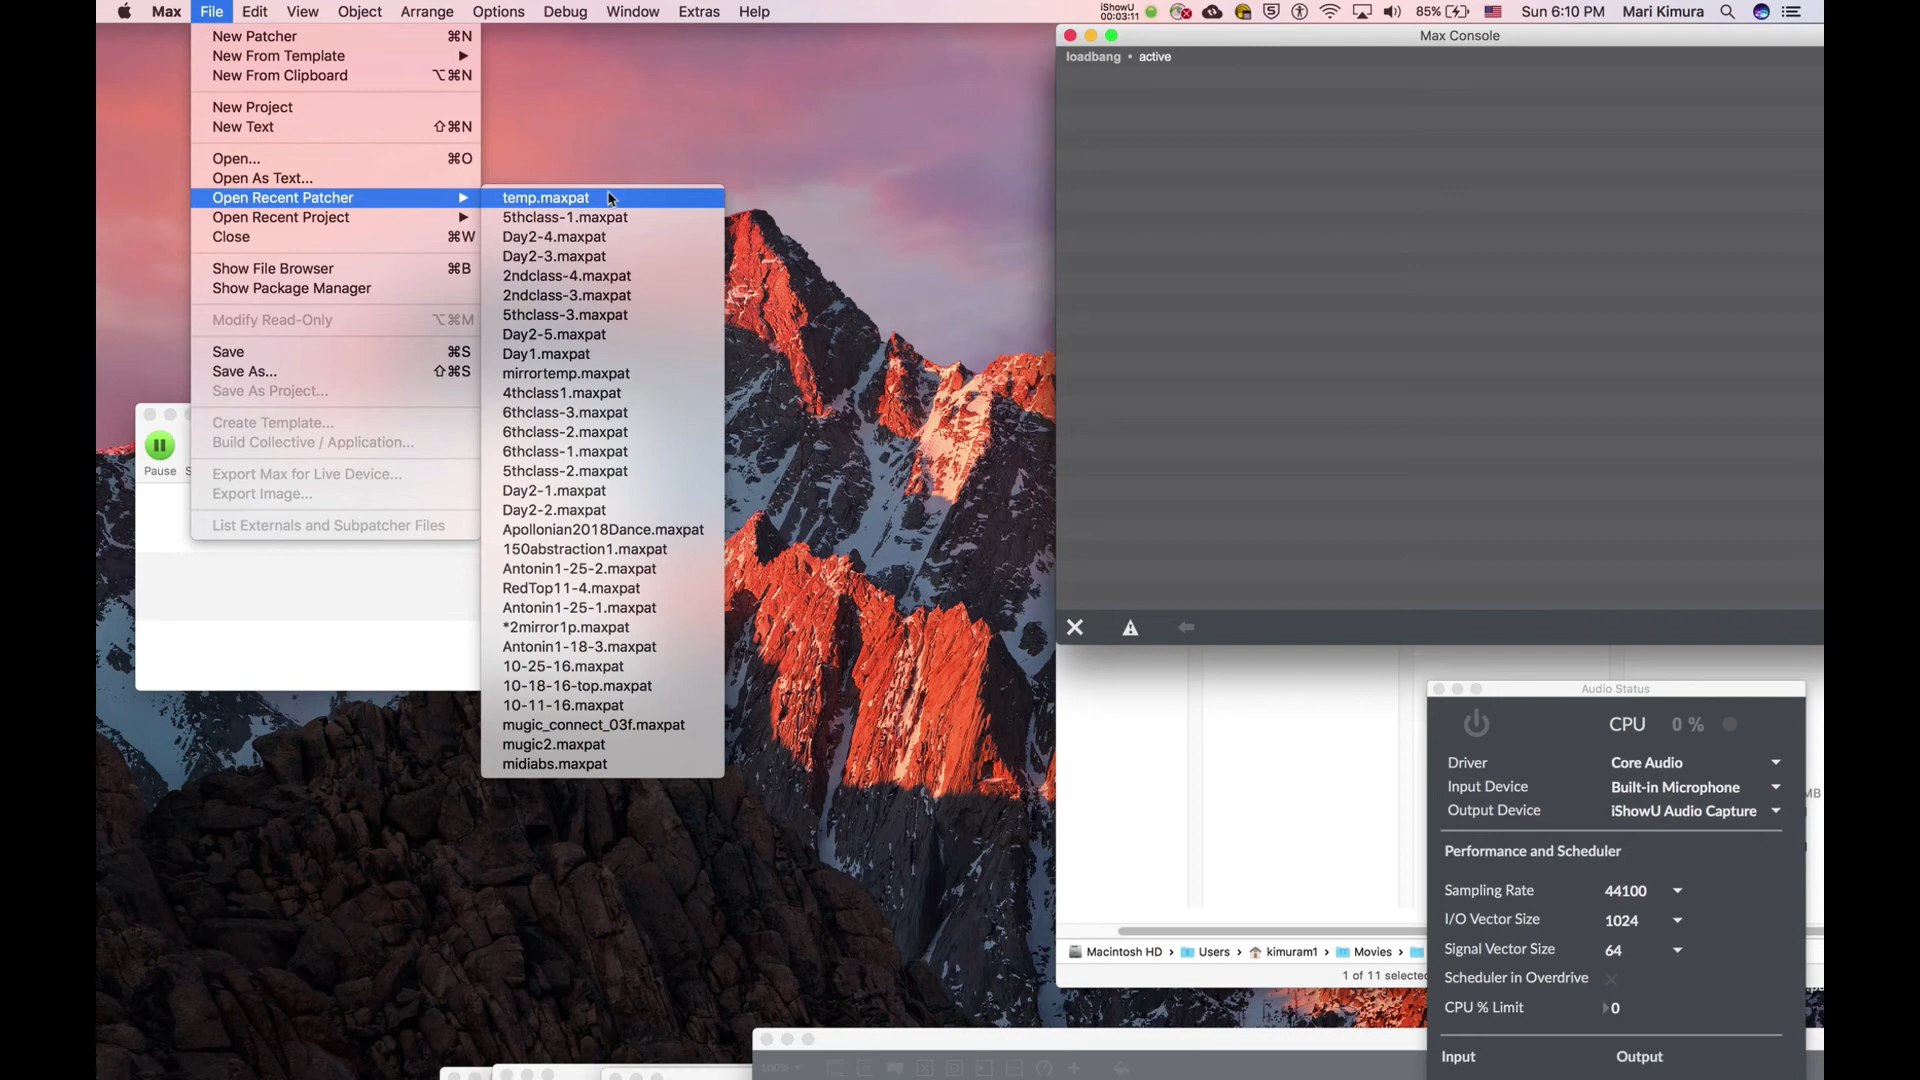 Max File Edit View Object Arrange Options Debug Window Extras Help
iShowU
00:03:11
85% Sun 6:10 PM Mari Kimura
New Patcher ⌘N
New From Template ▶
New From Clipboard ⌥⌘N
New Project
New Text ⇧⌘N
Open... ⌘O
Open As Text...
Open Recent Patcher ▶
Open Recent Project ▶
Close ⌘W
Show File Browser ⌘B
Show Package Manager
Modify Read-Only ⌥⌘M
Save ⌘S
Save As... ⇧⌘S
Save As Project...
Create Template...
Build Collective / Application...
Export Max for Live Device...
Export Image...
List Externals and Subpatcher Files
temp.maxpat
5thclass-1.maxpat
Day2-4.maxpat
Day2-3.maxpat
2ndclass-4.maxpat
2ndclass-3.maxpat
5thclass-3.maxpat
Day2-5.maxpat
Day1.maxpat
mirrortemp.maxpat
4thclass1.maxpat
6thclass-3.maxpat
6thclass-2.maxpat
6thclass-1.maxpat
5thclass-2.maxpat
Day2-1.maxpat
Day2-2.maxpat
Apollonian2018Dance.maxpat
150abstraction1.maxpat
Antonin1-25-2.maxpat
RedTop11-4.maxpat
Antonin1-25-1.maxpat
*2mirror1p.maxpat
Antonin1-18-3.maxpat
10-25-16.maxpat
10-18-16-top.maxpat
10-11-16.maxpat
mugic_connect_03f.maxpat
mugic2.maxpat
midiabs.maxpat
Pause S
Max Console
loadbang • active
Audio Status
CPU 0 %
Driver Core Audio
Input Device Built-in Microphone
Output Device iShowU Audio Capture
Performance and Scheduler
Sampling Rate 44100
I/O Vector Size 1024
Signal Vector Size 64
Scheduler in Overdrive
CPU % Limit 0
Input Output
MB
Macintosh HD › Users › kimuram1 › Movies ›
1 of 11 selected
100%